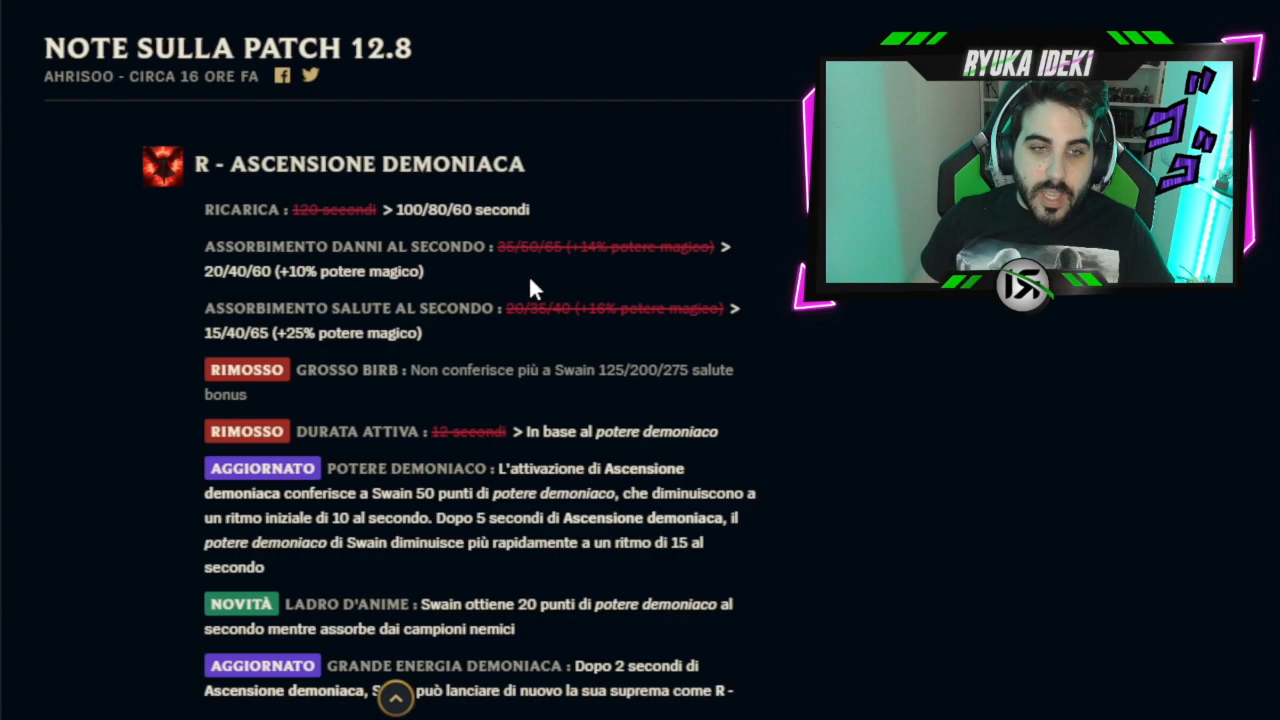 NOTE SULLA PATCH 12.8
AHRISOO - CIRCA 16 ORE FA
RYUKA IDEKI
R - ASCENSIONE DEMONIACA
RICARICA : 120 secondi > 100/80/60 secondi
ASSORBIMENTO DANNI AL SECONDO : 35/50/65 (+14% potere magico) >
20/40/60 (+10% potere magico)
ASSORBIMENTO SALUTE AL SECONDO : 20/35/40 (+16% potere magico) >
15/40/65 (+25% potere magico)
RIMOSSO GROSSO BIRB : Non conferisce più a Swain 125/200/275 salute
bonus
RIMOSSO DURATA ATTIVA : 12 secondi > In base al potere demoniaco
AGGIORNATO POTERE DEMONIACO : L'attivazione di Ascensione
demoniaca conferisce a Swain 50 punti di potere demoniaco, che diminuiscono a
un ritmo iniziale di 10 al secondo. Dopo 5 secondi di Ascensione demoniaca, il
potere demoniaco di Swain diminuisce più rapidamente a un ritmo di 15 al
secondo
NOVITÀ LADRO D'ANIME : Swain ottiene 20 punti di potere demoniaco al
secondo mentre assorbe dai campioni nemici
AGGIORNATO GRANDE ENERGIA DEMONIACA : Dopo 2 secondi di
Ascensione demoniaca, può lanciare di nuovo la sua suprema come R -